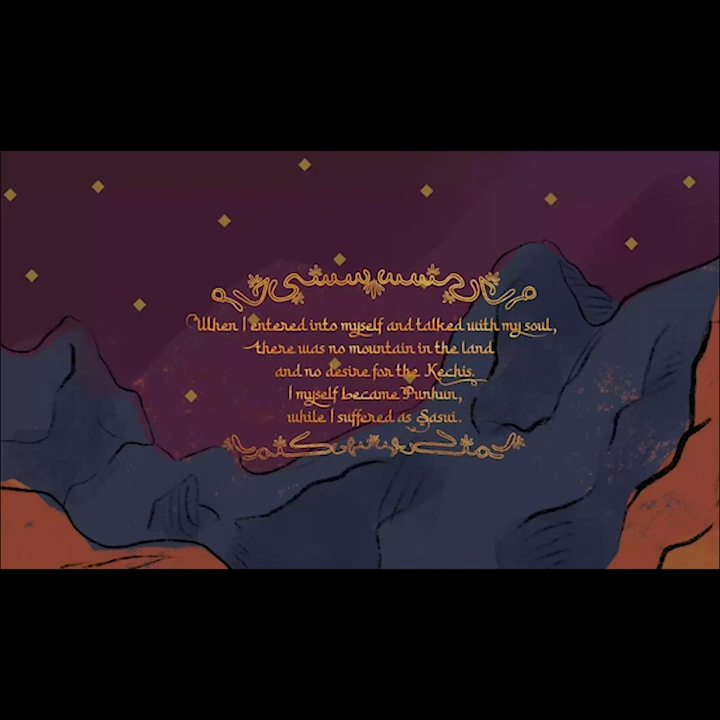 When I entered into myself and talked with my soul,
there was no mountain in the land
and no desire for the Kechis.
I myself became Punhun,
while I suffered as Sasui.